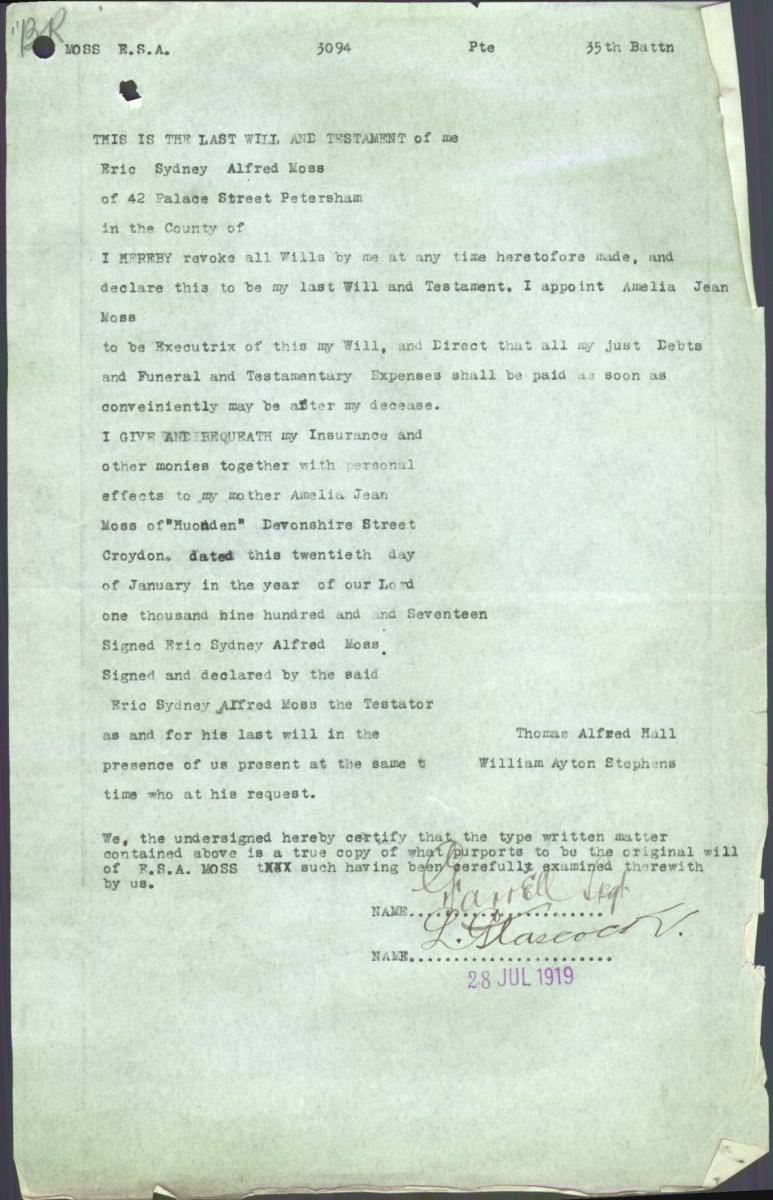 "BR
MOSS E.S.A. 3094 Pte 35th Battn
THIS IS THE LAST WILL AND TESTAMENT of me
Eric Sydney Alfred Moss
of 42 Palace Street Petersham
in the County of
I HEREBY revoke all Wills by me at any time heretofore made, and
declare this to be my last Will and Testament. I appoint Amelia Jean
Moss
to be Executrix of this my Will, and Direct that all my just Debts
and Funeral and Testamentary Expenses shall be paid as soon as
conveiniently may be after my decease.
I GIVE AND BEQUEATH my Insurance and
other monies together with personal
effects to my mother Amelia Jean
Moss of "Huonden" Devonshire Street
Croydon. dated this twentieth day
of January in the year of our Lord
one thousand nine hundred and and Seventeen
Signed Eric Sydney Alfred Moss.
Signed and declared by the said
Eric Sydney Alfred Moss the Testator
as and for his last will in the Thomas Alfred Hall
presence of us present at the same t William Ayton Stephens
time who at his request.
We, the undersigned hereby certify that the type written matter
contained above is a true copy of what purports to be the original will
of E.S.A. MOSS tXXX such having been cerefully examined therewith
by us.
NAME......................
L. Glascock
NAME......................
28 JUL 1919